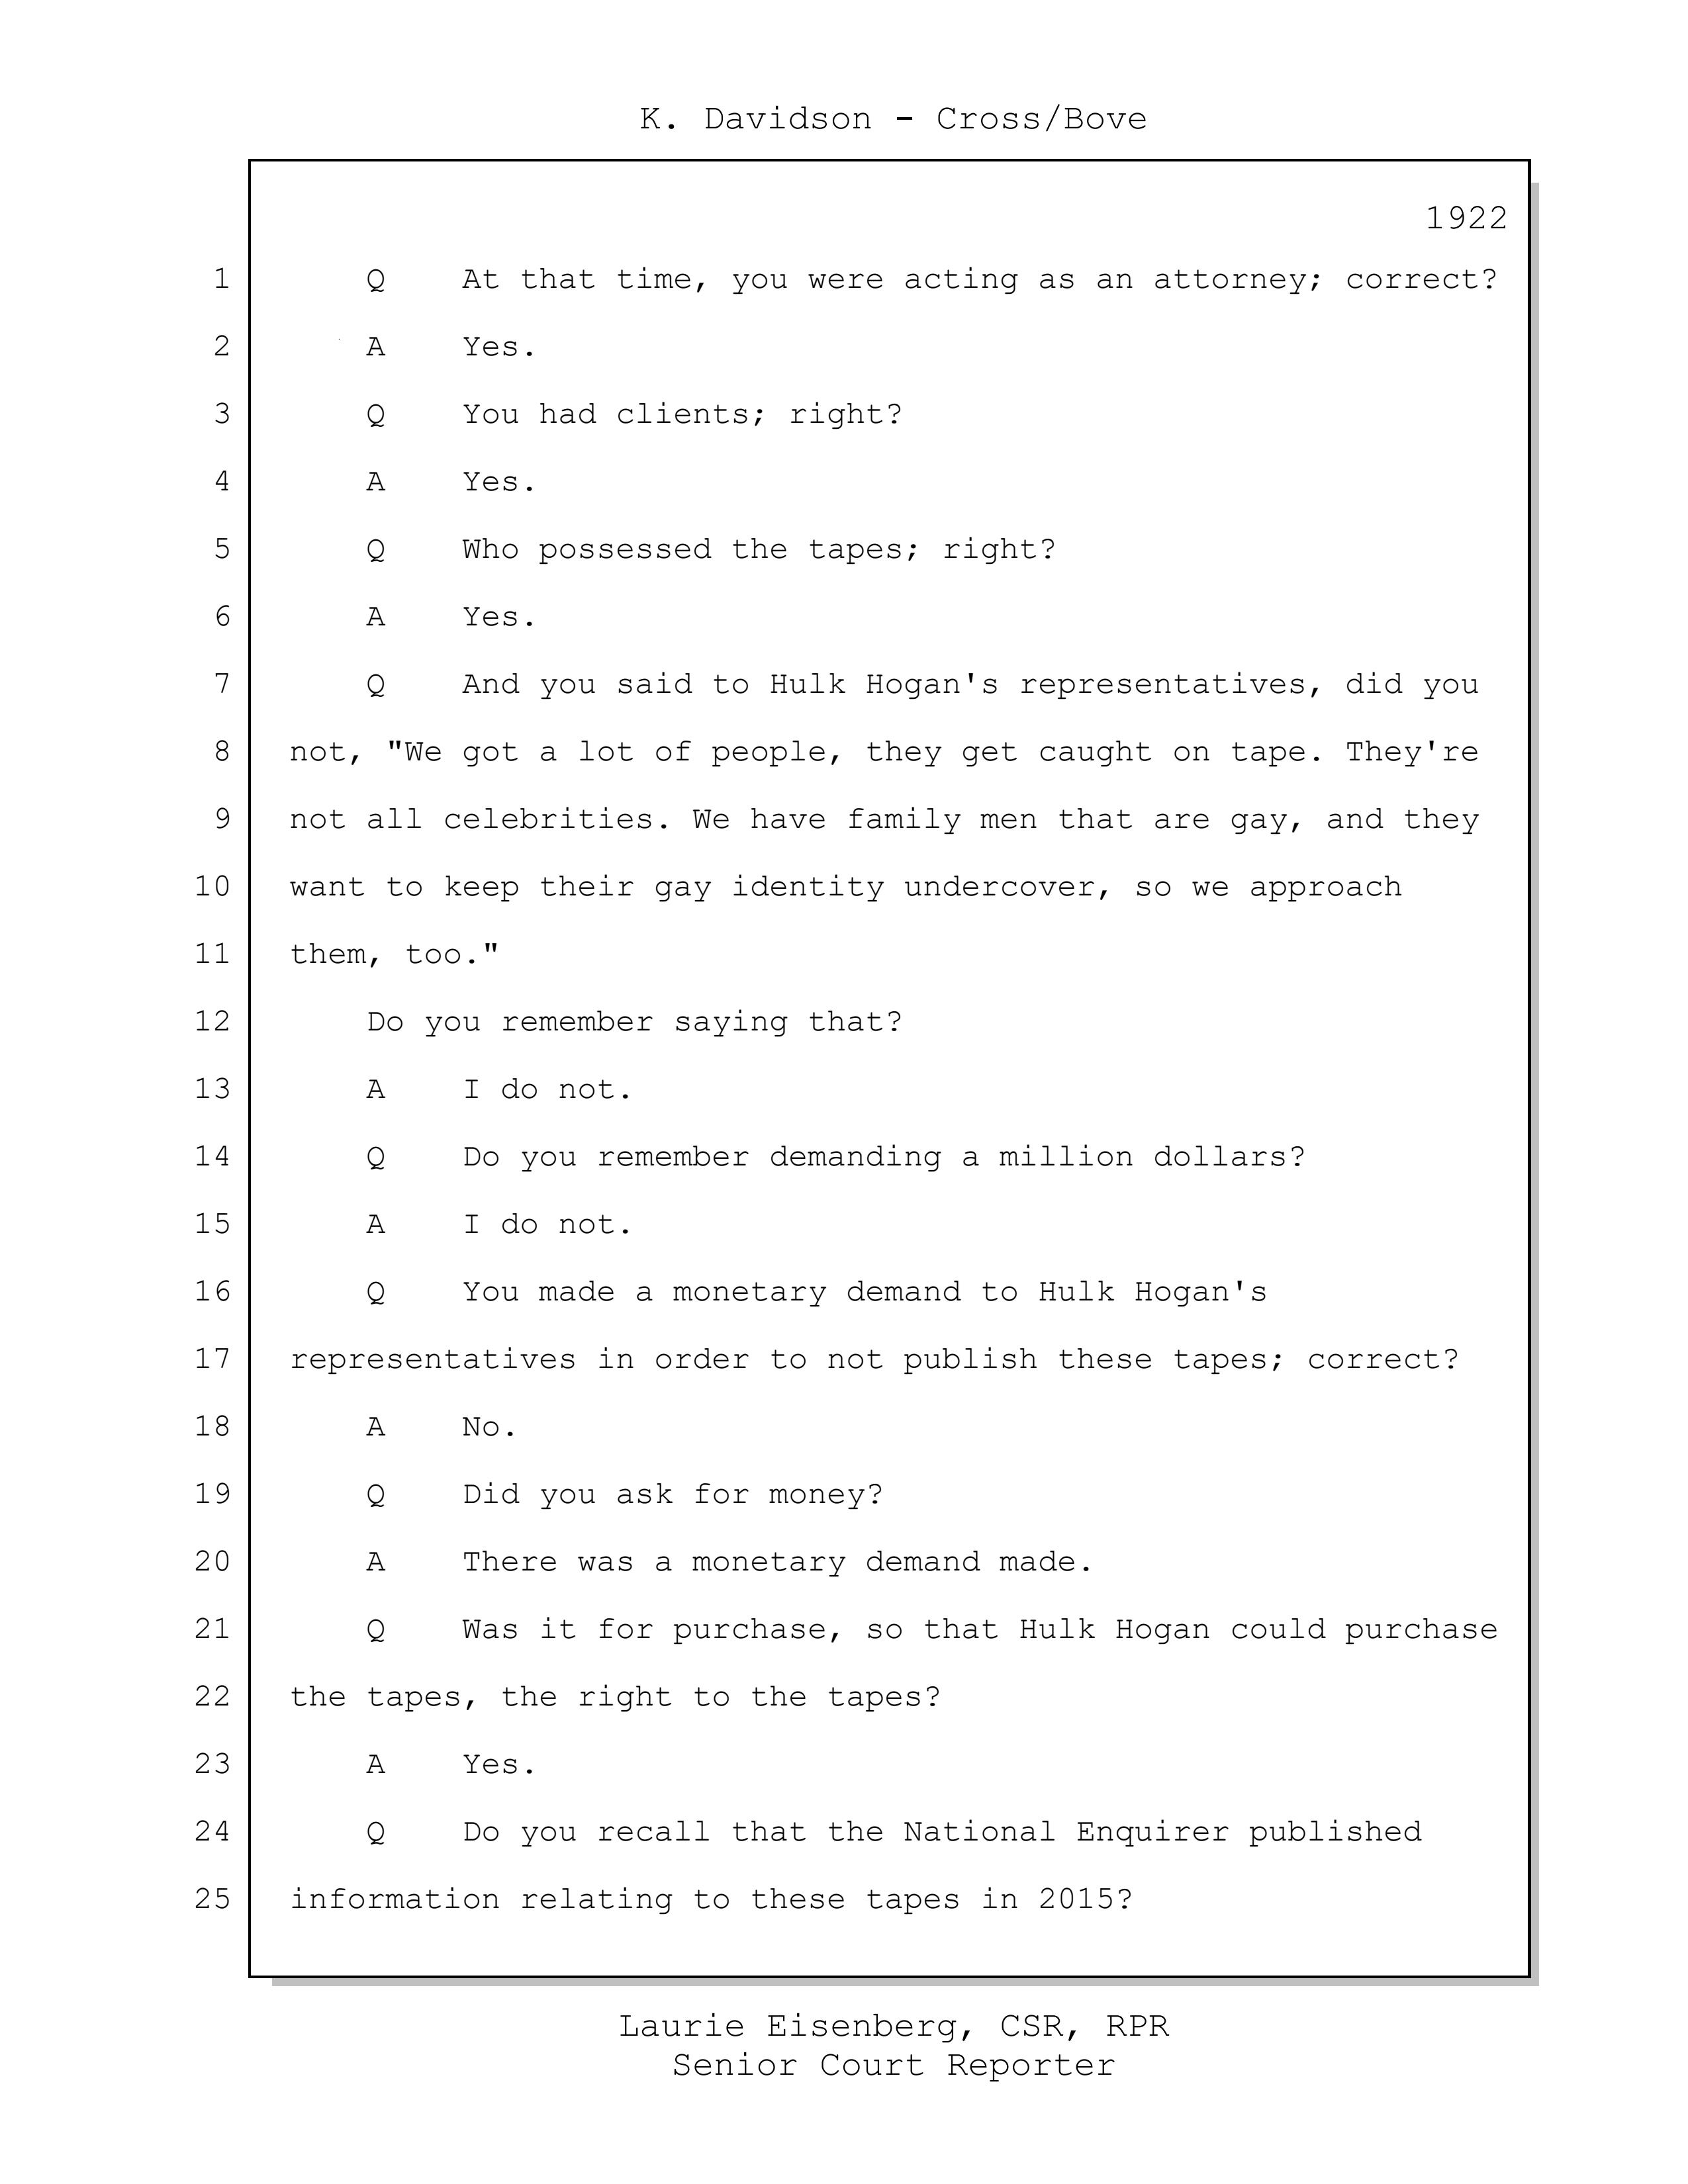 K. Davidson - Cross/Bove
1922
1 Q At that time, you were acting as an attorney; correct?
2 A Yes.
3 Q You had clients; right?
4 A Yes.
5 Q Who possessed the tapes; right?
6 A Yes.
7 Q And you said to Hulk Hogan's representatives, did you
8 not, "We got a lot of people, they get caught on tape. They're
9 not all celebrities. We have family men that are gay, and they
10 want to keep their gay identity undercover, so we approach
11 them, too."
12 Do you remember saying that?
13 A I do not.
14 Q Do you remember demanding a million dollars?
15 A I do not.
16 Q You made a monetary demand to Hulk Hogan's
17 representatives in order to not publish these tapes; correct?
18 A No.
19 Q Did you ask for money?
20 A There was a monetary demand made.
21 Q Was it for purchase, so that Hulk Hogan could purchase
22 the tapes, the right to the tapes?
23 A Yes.
24 Q Do you recall that the National Enquirer published
25 information relating to these tapes in 2015?
Laurie Eisenberg, CSR, RPR
Senior Court Reporter